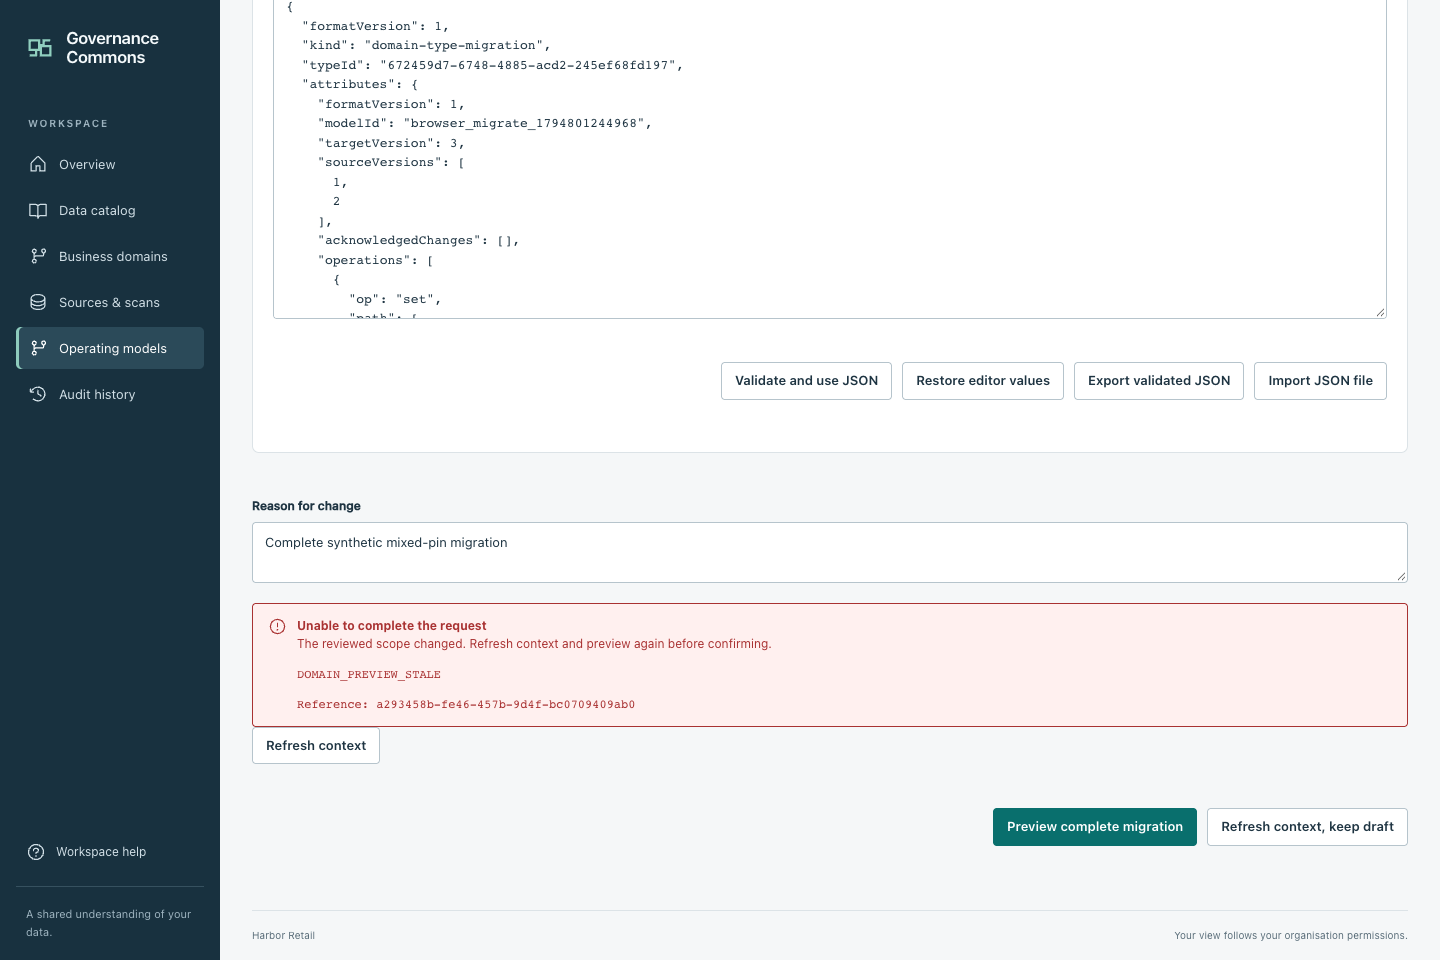 Governance
Commons
WORKSPACE
Overview
Data catalog
Business domains
Sources & scans
Operating models
Audit history
Workspace help
A shared understanding of your
data.
{
  "formatVersion": 1,
  "kind": "domain-type-migration",
  "typeId": "672459d7-6748-4885-acd2-245ef68fd197",
  "attributes": {
    "formatVersion": 1,
    "modelId": "browser_migrate_1794801244968",
    "targetVersion": 3,
    "sourceVersions": [
      1,
      2
    ],
    "acknowledgedChanges": [],
    "operations": [
      {
        "op": "set",
        "path": [
Validate and use JSON
Restore editor values
Export validated JSON
Import JSON file
Reason for change
Complete synthetic mixed-pin migration
Unable to complete the request
The reviewed scope changed. Refresh context and preview again before confirming.
DOMAIN_PREVIEW_STALE
Reference: a293458b-fe46-457b-9d4f-bc0709409ab0
Refresh context
Preview complete migration
Refresh context, keep draft
Harbor Retail
Your view follows your organisation permissions.